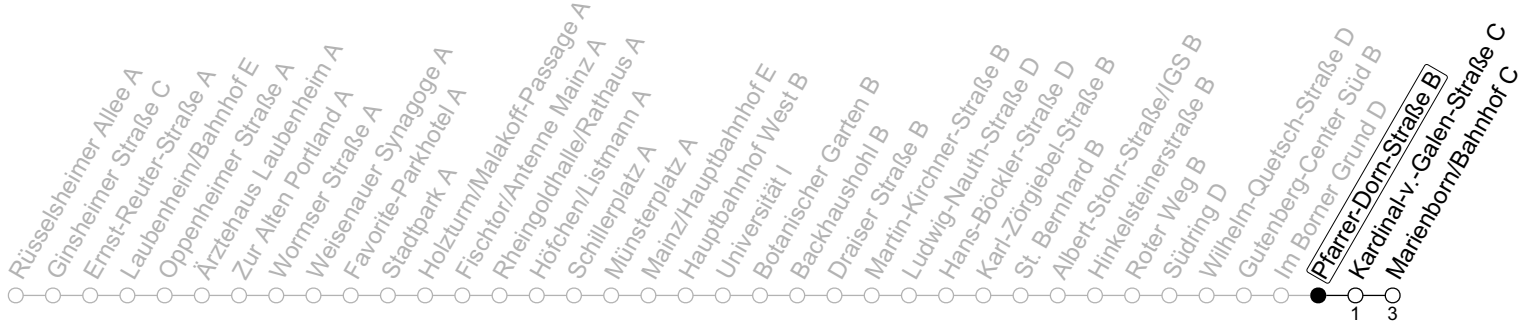 Rüsselsheimer Allee A
Ginsheimer Straße C
Ernst-Reuter-Straße A
Laubenheim/Bahnhof E
Oppenheimer Straße A
Ärztehaus Laubenheim A
Zur Alten Portland A
Wormser Straße A
Weisenauer Synagoge A
Favorite-Parkhotel A
Stadtpark A
Holzturm/Malakoff-Passage A
Fischtor/Antenne Mainz A
Rheingoldhalle/Rathaus A
Höfchen/Listmann A
Schillerplatz A
Münsterplatz A
Mainz/Hauptbahnhof E
Hauptbahnhof West B
Universität I
Botanischer Garten B
Backhaushohl B
Draiser Straße B
Martin-Kirchner-Straße B
Ludwig-Nauth-Straße D
Hans-Böckler-Straße D
Karl-Zörgiebel-Straße B
St. Bernhard B
Albert-Stohr-Straße/IGS B
Hinkelsteinerstraße B
Roter Weg B
Südring D
Wilhelm-Quetsch-Straße D
Gutenberg-Center Süd B
Im Borner Grund D
Pfarrer-Dorn-Straße B
Kardinal-v.-Galen-Straße C
Marienborn/Bahnhof C
1 3